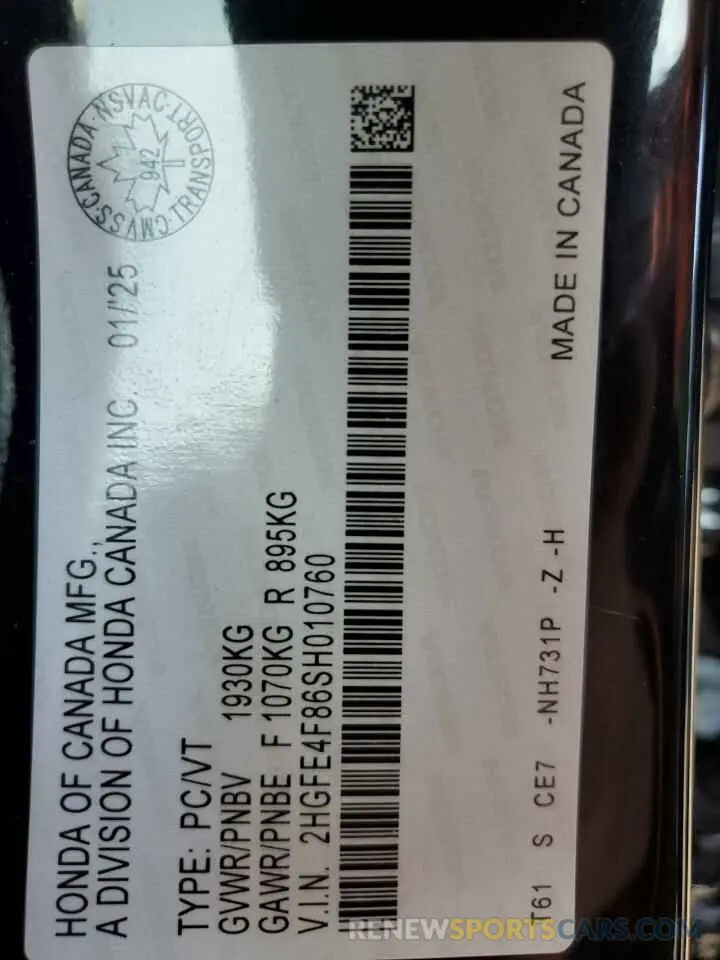 HONDA OF CANADA MFG.,
A DIVISION OF HONDA CANADA INC. 01/'25
CMVSS·CANADA·NSVAC·TRANSPORT
942
TYPE: PC/VT
GVWR/PNBV 1930KG
GAWR/PNBE F 1070KG R 895KG
V.I.N. 2HGFE4F86SH010760
T61 S CE7 -NH731P -Z -H
MADE IN CANADA
RENEWSPORTSCARS.COM